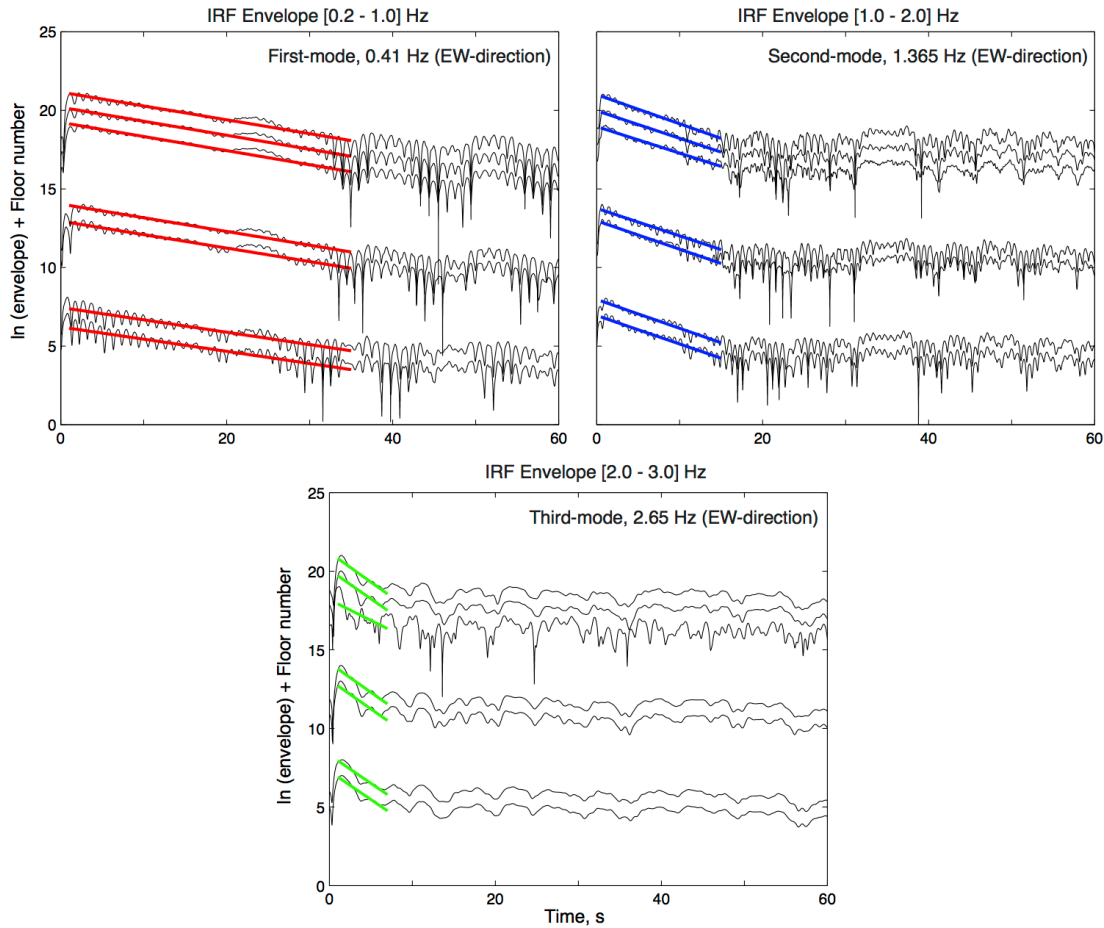 IRF Envelope [0.2 - 1.0] Hz
First-mode, 0.41 Hz (EW-direction)
ln (envelope) + Floor number
25
20
15
10
5
0
0
20
40
60
IRF Envelope [1.0 - 2.0] Hz
Second-mode, 1.365 Hz (EW-direction)
0
20
40
60
IRF Envelope [2.0 - 3.0] Hz
Third-mode, 2.65 Hz (EW-direction)
ln (envelope) + Floor number
25
20
15
10
5
0
0
20
40
60
Time, s